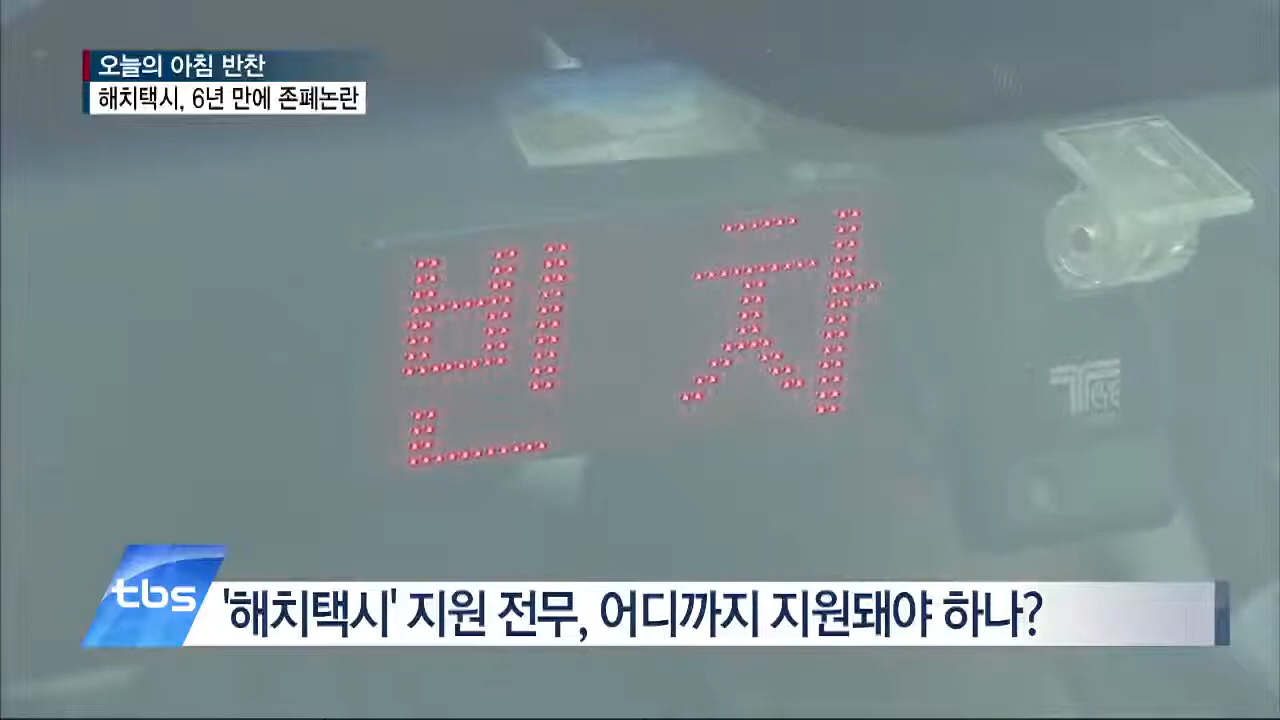 오늘의 아침 반찬
해치택시, 6년 만에 존폐논란
빈 차
TEYE
tbs
'해치택시' 지원 전무, 어디까지 지원돼야 하나?